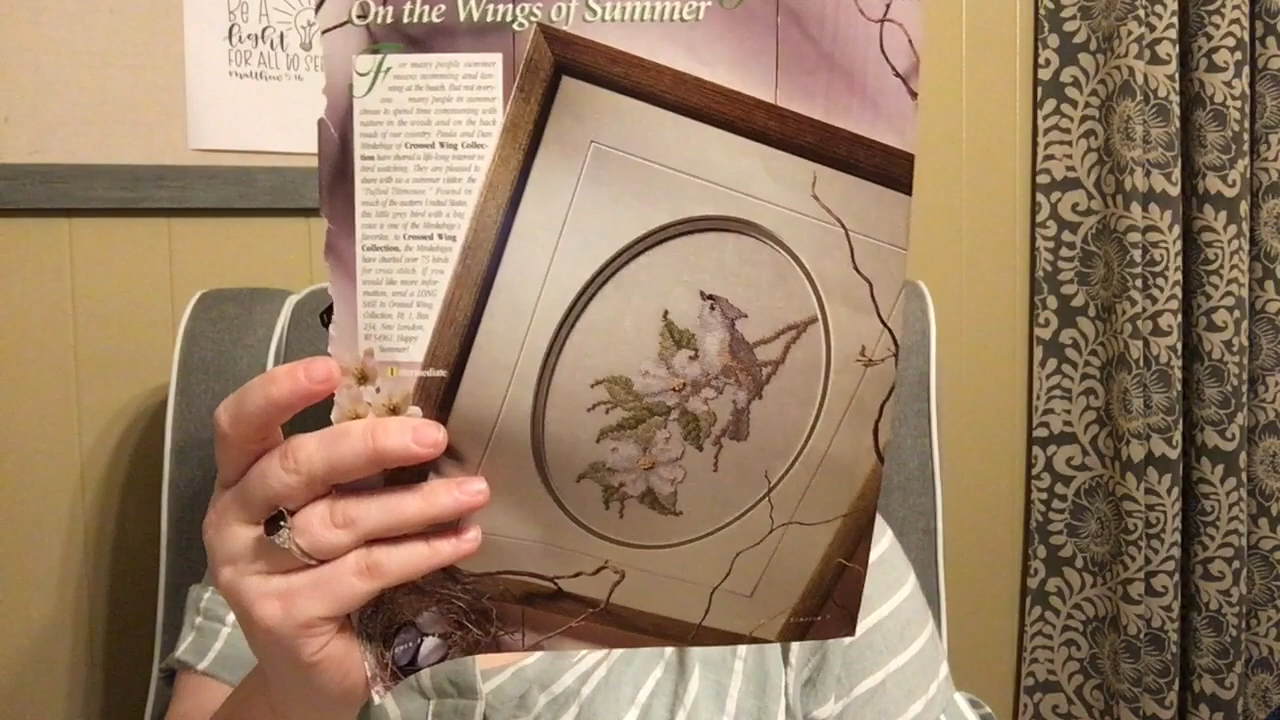 BE A
light
FOR ALL TO SEE
matthew 5:16
On the Wings of Summer
For many people summer
means swimming and tan-
ning at the beach. But not every-
one many people in summer
choose to spend time communing with
nature in the woods and on the back
roads of our country. Paula and Dan
Minkebige of Crossed Wing Collec-
tion have shared a life-long interest in
bird watching. They are pleased to
share with us a summer visitor, the
"Tufted Titmouse." Found in
much of the eastern United States,
this little grey bird with a big
voice is one of the Minkebige's
favorites. In Crossed Wing
Collection, the Minkebiges
have charted over 75 birds
for cross stitch. If you
would like more infor-
mation, send a LONG
SASE to Crossed Wing
Collection, Rt. 1, Box
234, New London,
WI 54961. Happy
Summer!
Intermediate